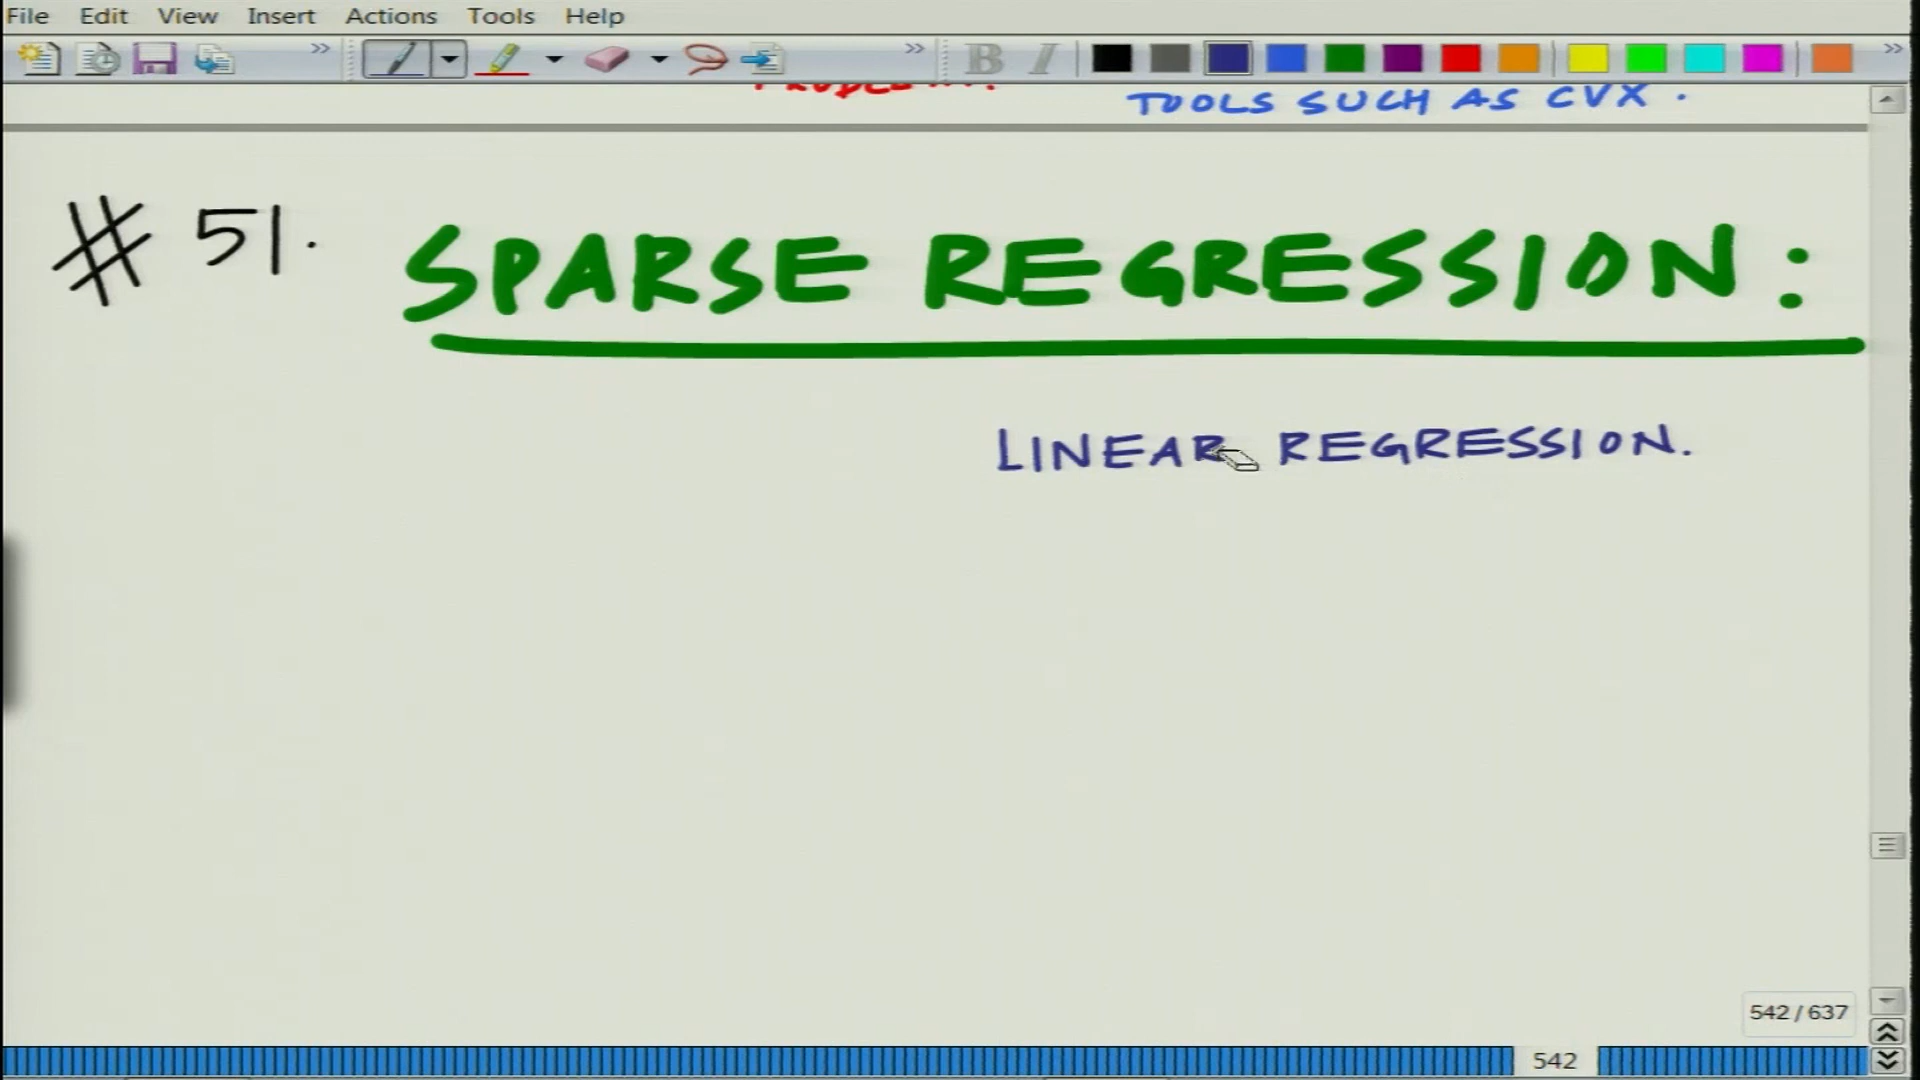 File Edit View Insert Actions Tools Help
B I
TOOLS SUCH AS CVX.
# 51. SPARSE REGRESSION:
LINEAR REGRESSION.
542 / 637
542